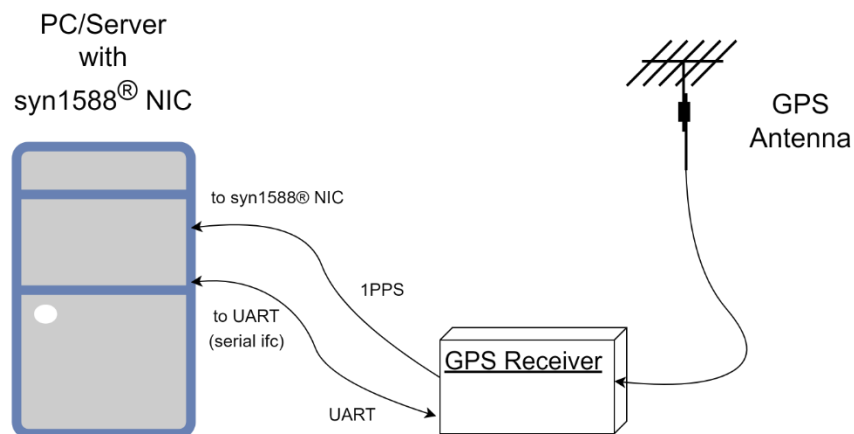 PC/Server
with
syn1588® NIC
GPS
Antenna
to syn1588® NIC
1PPS
to UART
(serial ifc)
GPS Receiver
UART